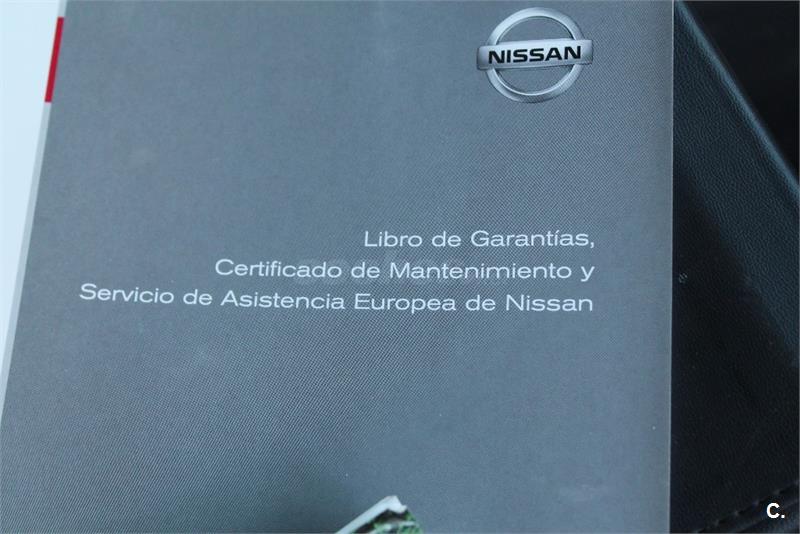 NISSAN
Libro de Garantías,
Certificado de Mantenimiento y
Servicio de Asistencia Europea de Nissan
C.